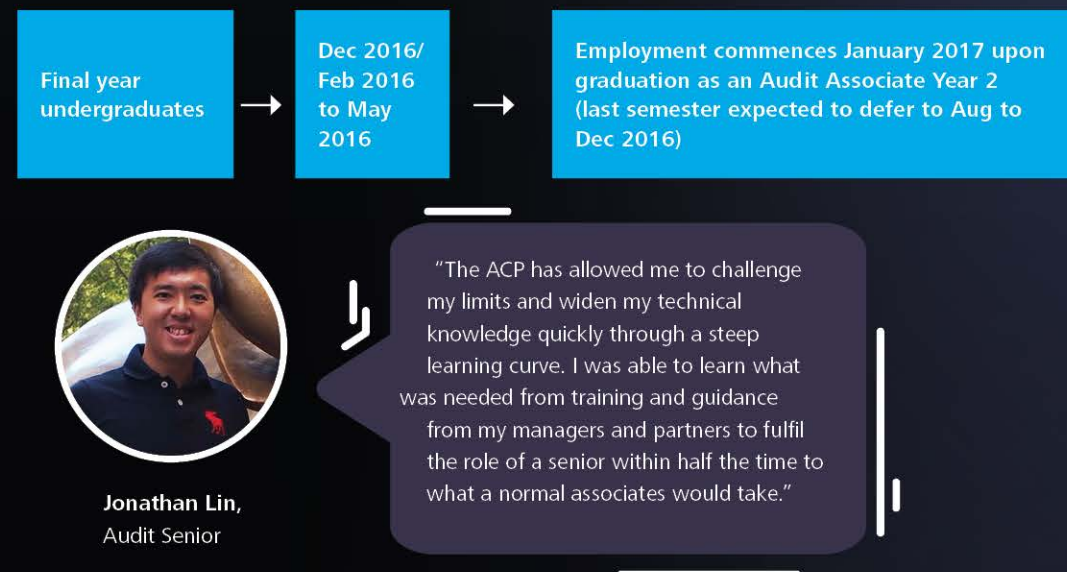 Final year
undergraduates
Dec 2016/
Feb 2016
to May
2016
Employment commences January 2017 upon
graduation as an Audit Associate Year 2
(last semester expected to defer to Aug to
Dec 2016)
“The ACP has allowed me to challenge
my limits and widen my technical
knowledge quickly through a steep
learning curve. I was able to learn what
was needed from training and guidance
from my managers and partners to fulfil
the role of a senior within half the time to
what a normal associates would take.”
Jonathan Lin,
Audit Senior